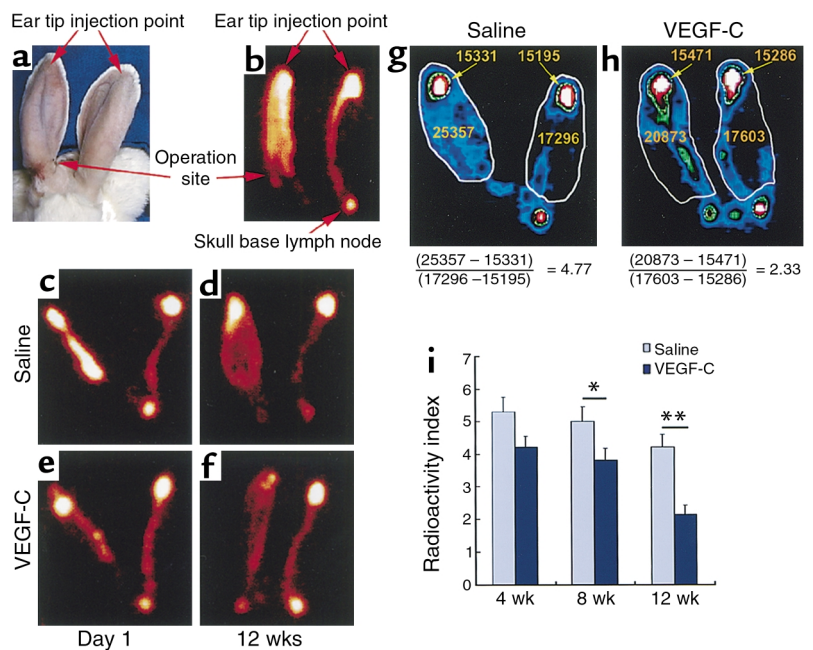 Ear tip injection point
Ear tip injection point
a
b
Operation
site
Skull base lymph node
Saline
VEGF-C
g
h
15331
15195
25357
17296
15471
15286
20873
17603
(25357 – 15331)
(17296 –15195)
= 4.77
(20873 – 15471)
(17603 – 15286)
= 2.33
c
d
Saline
e
f
VEGF-C
Day 1
12 wks
i
Saline
VEGF-C
Radioactivity index
7
6
5
4
3
2
1
0
*
**
4 wk
8 wk
12 wk